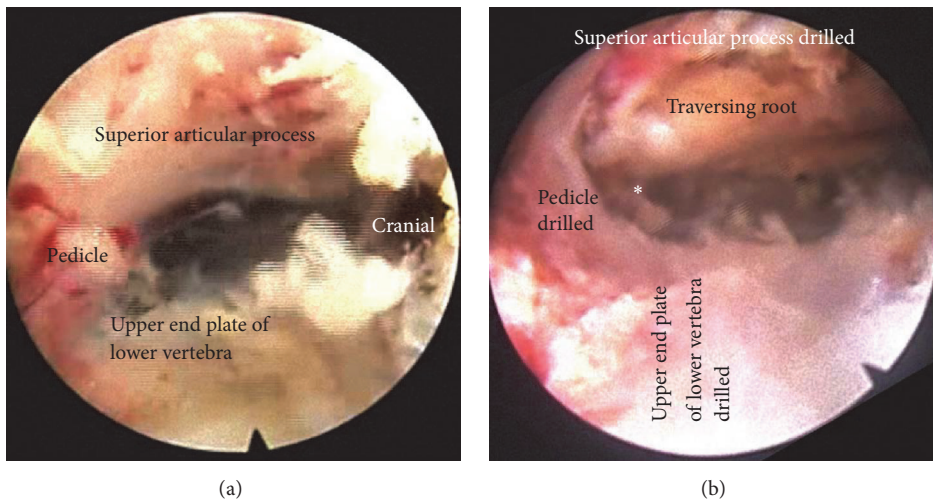 Superior articular process
Cranial
Pedicle
Upper end plate of
lower vertebra
(a)
Superior articular process drilled
Traversing root
*
Pedicle
drilled
Upper end plate
of lower vertebra
drilled
(b)